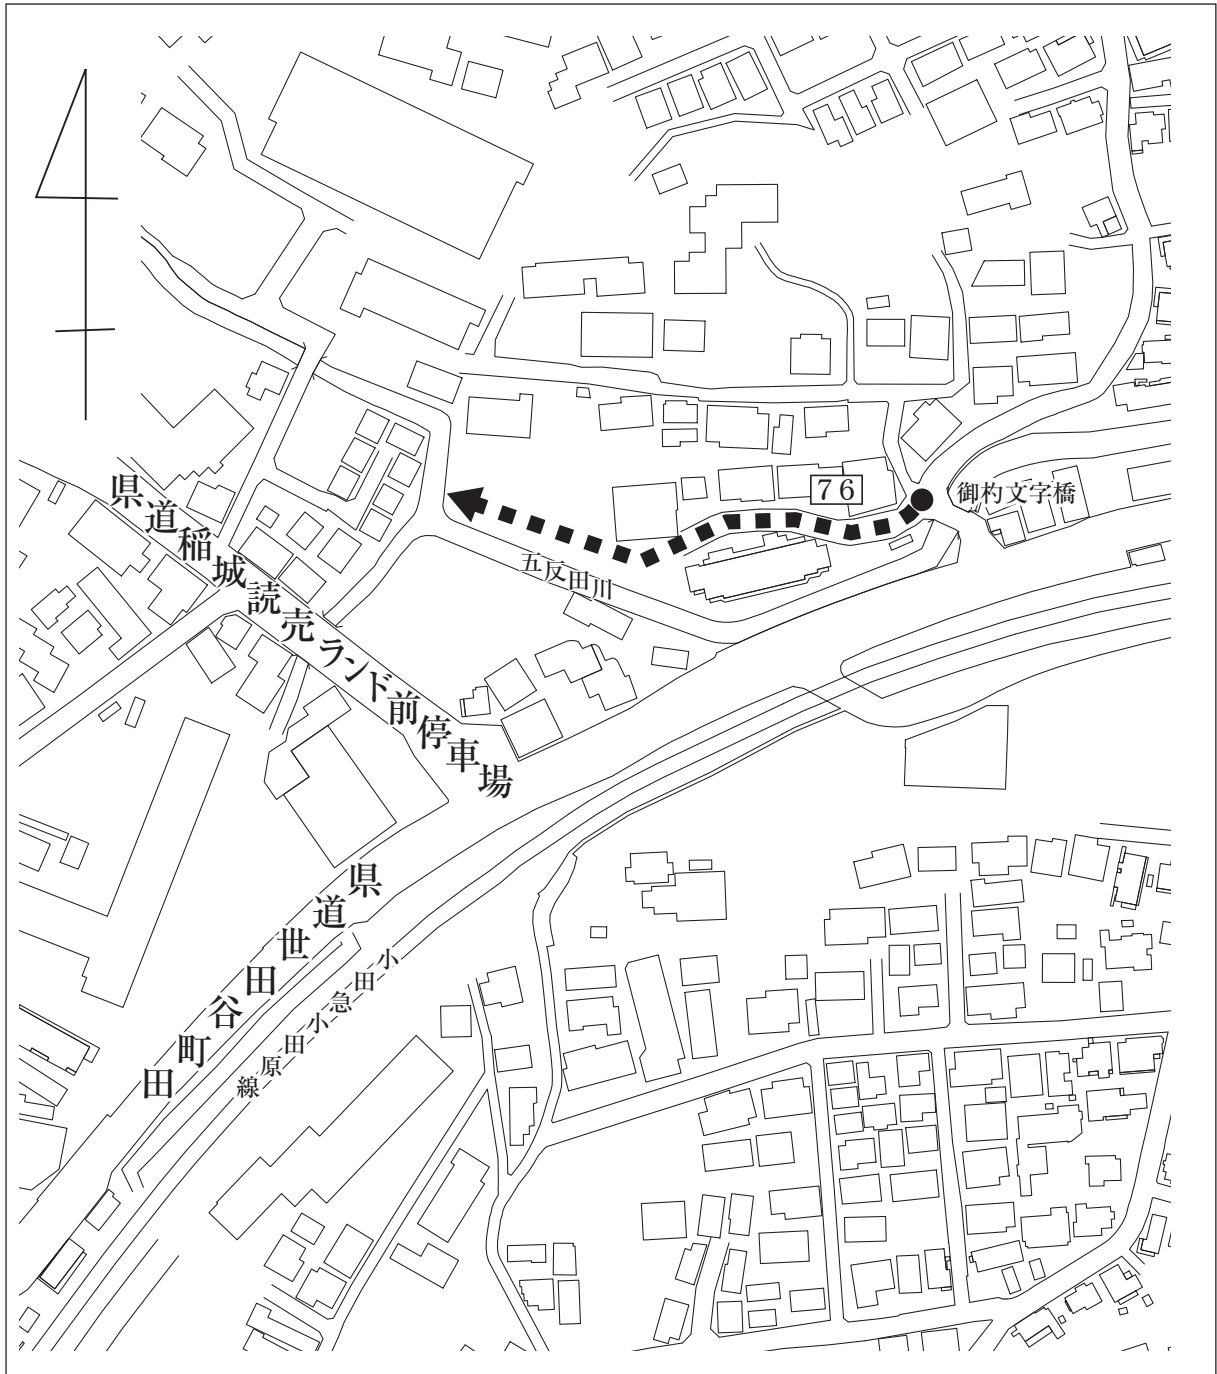 76
御杓文字橋
五反田川
県道稲城読売ランド前停車場
県道世田谷町田
小田急小田原線